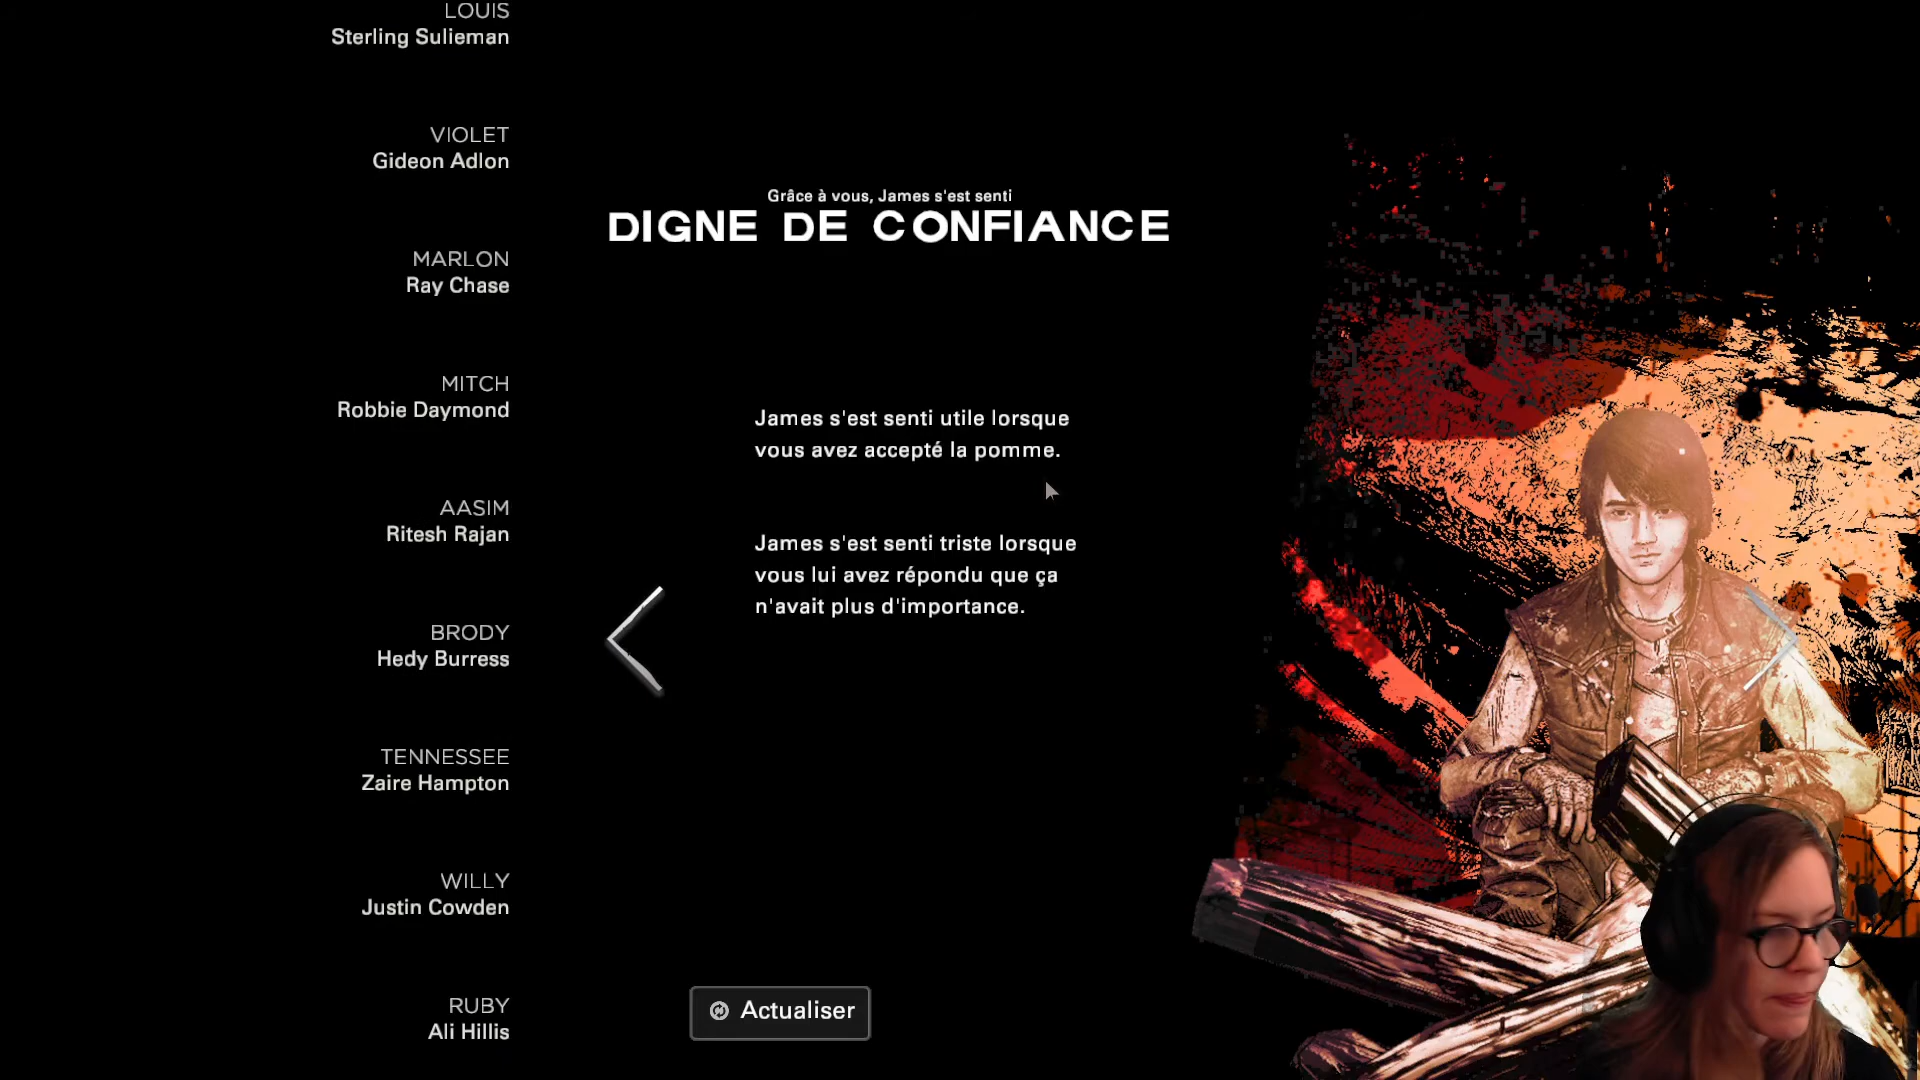 LOUIS
Sterling Sulieman
VIOLET
Gideon Adlon
MARLON
Ray Chase
MITCH
Robbie Daymond
AASIM
Ritesh Rajan
BRODY
Hedy Burress
TENNESSEE
Zaire Hampton
WILLY
Justin Cowden
RUBY
Ali Hillis
Grâce à vous, James s'est senti
DIGNE DE CONFIANCE
James s'est senti utile lorsque
vous avez accepté la pomme.
James s'est senti triste lorsque
vous lui avez répondu que ça
n'avait plus d'importance.
Actualiser